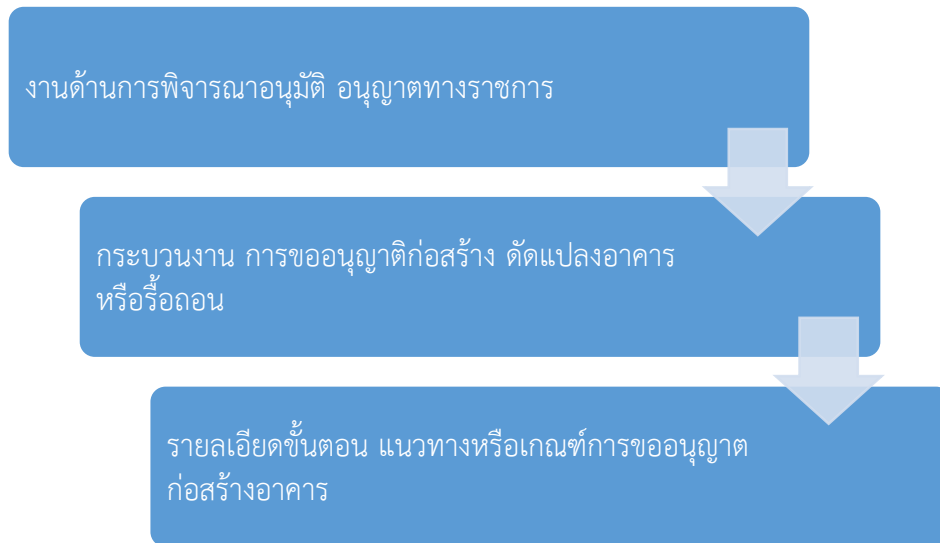 งานด้านการพิจารณาอนุมัติ อนุญาตทางราชการ
กระบวนงาน การขออนุญาติก่อสร้าง ดัดแปลงอาคาร
หรือรื้อถอน
รายลเอียดขั้นตอน แนวทางหรือเกณฑ์การขออนุญาต
ก่อสร้างอาคาร